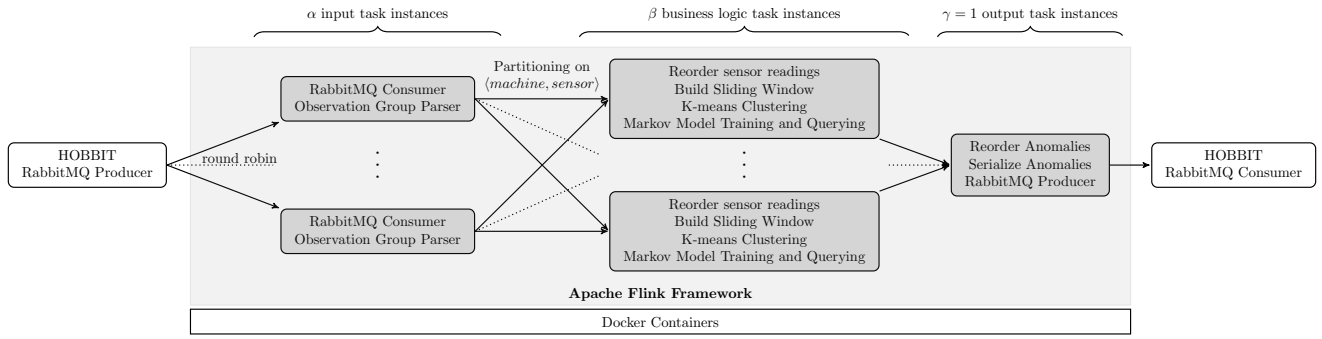 α input task instances
β business logic task instances
γ = 1 output task instances
HOBBIT
RabbitMQ Producer
round robin
RabbitMQ Consumer
Observation Group Parser
RabbitMQ Consumer
Observation Group Parser
Partitioning on
⟨machine, sensor⟩
Reorder sensor readings
Build Sliding Window
K-means Clustering
Markov Model Training and Querying
Reorder sensor readings
Build Sliding Window
K-means Clustering
Markov Model Training and Querying
Reorder Anomalies
Serialize Anomalies
RabbitMQ Producer
HOBBIT
RabbitMQ Consumer
Apache Flink Framework
Docker Containers